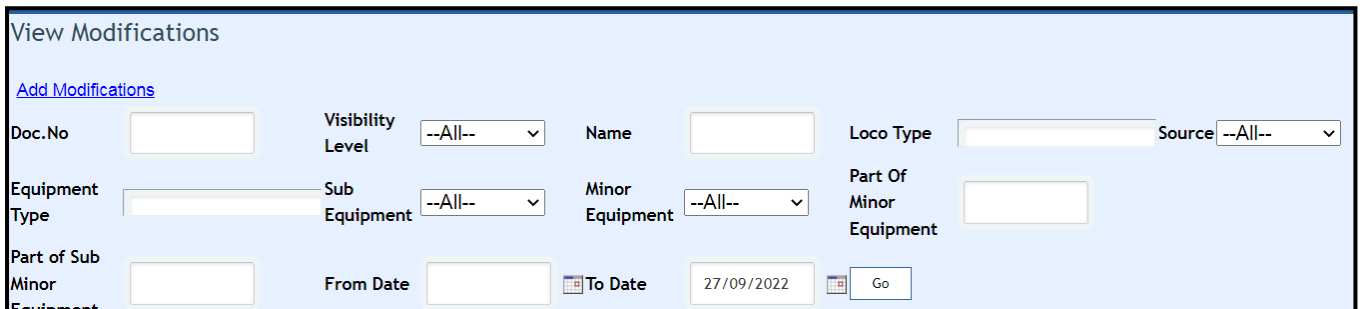 View Modifications
Add Modifications
Doc.No
Visibility Level
--All--
Name
Loco Type
Source
--All--
Equipment Type
Sub Equipment
--All--
Minor Equipment
--All--
Part Of Minor Equipment
Part of Sub Minor Equipment
From Date
To Date
27/09/2022
Go